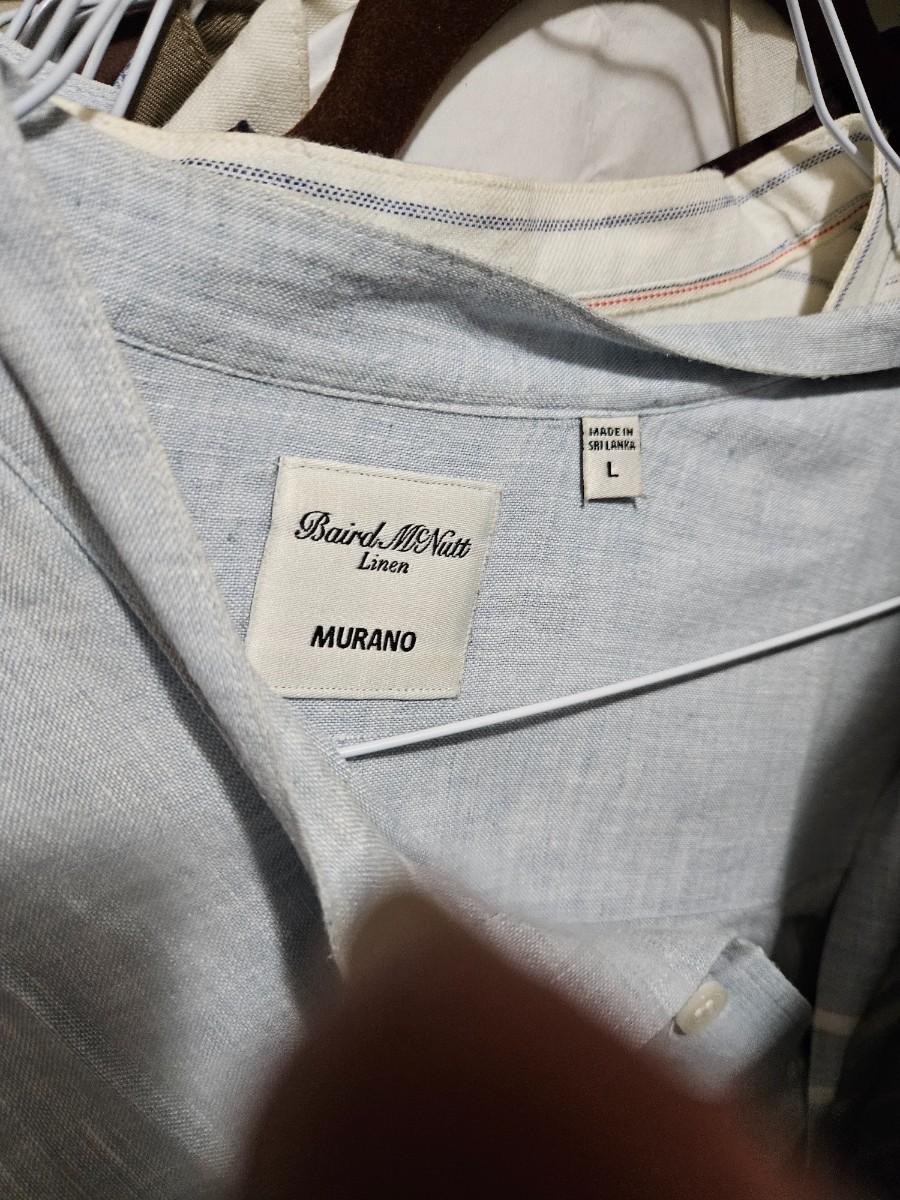 MADE IN
SRI LANKA
L
Baird McNutt
Linen
MURANO